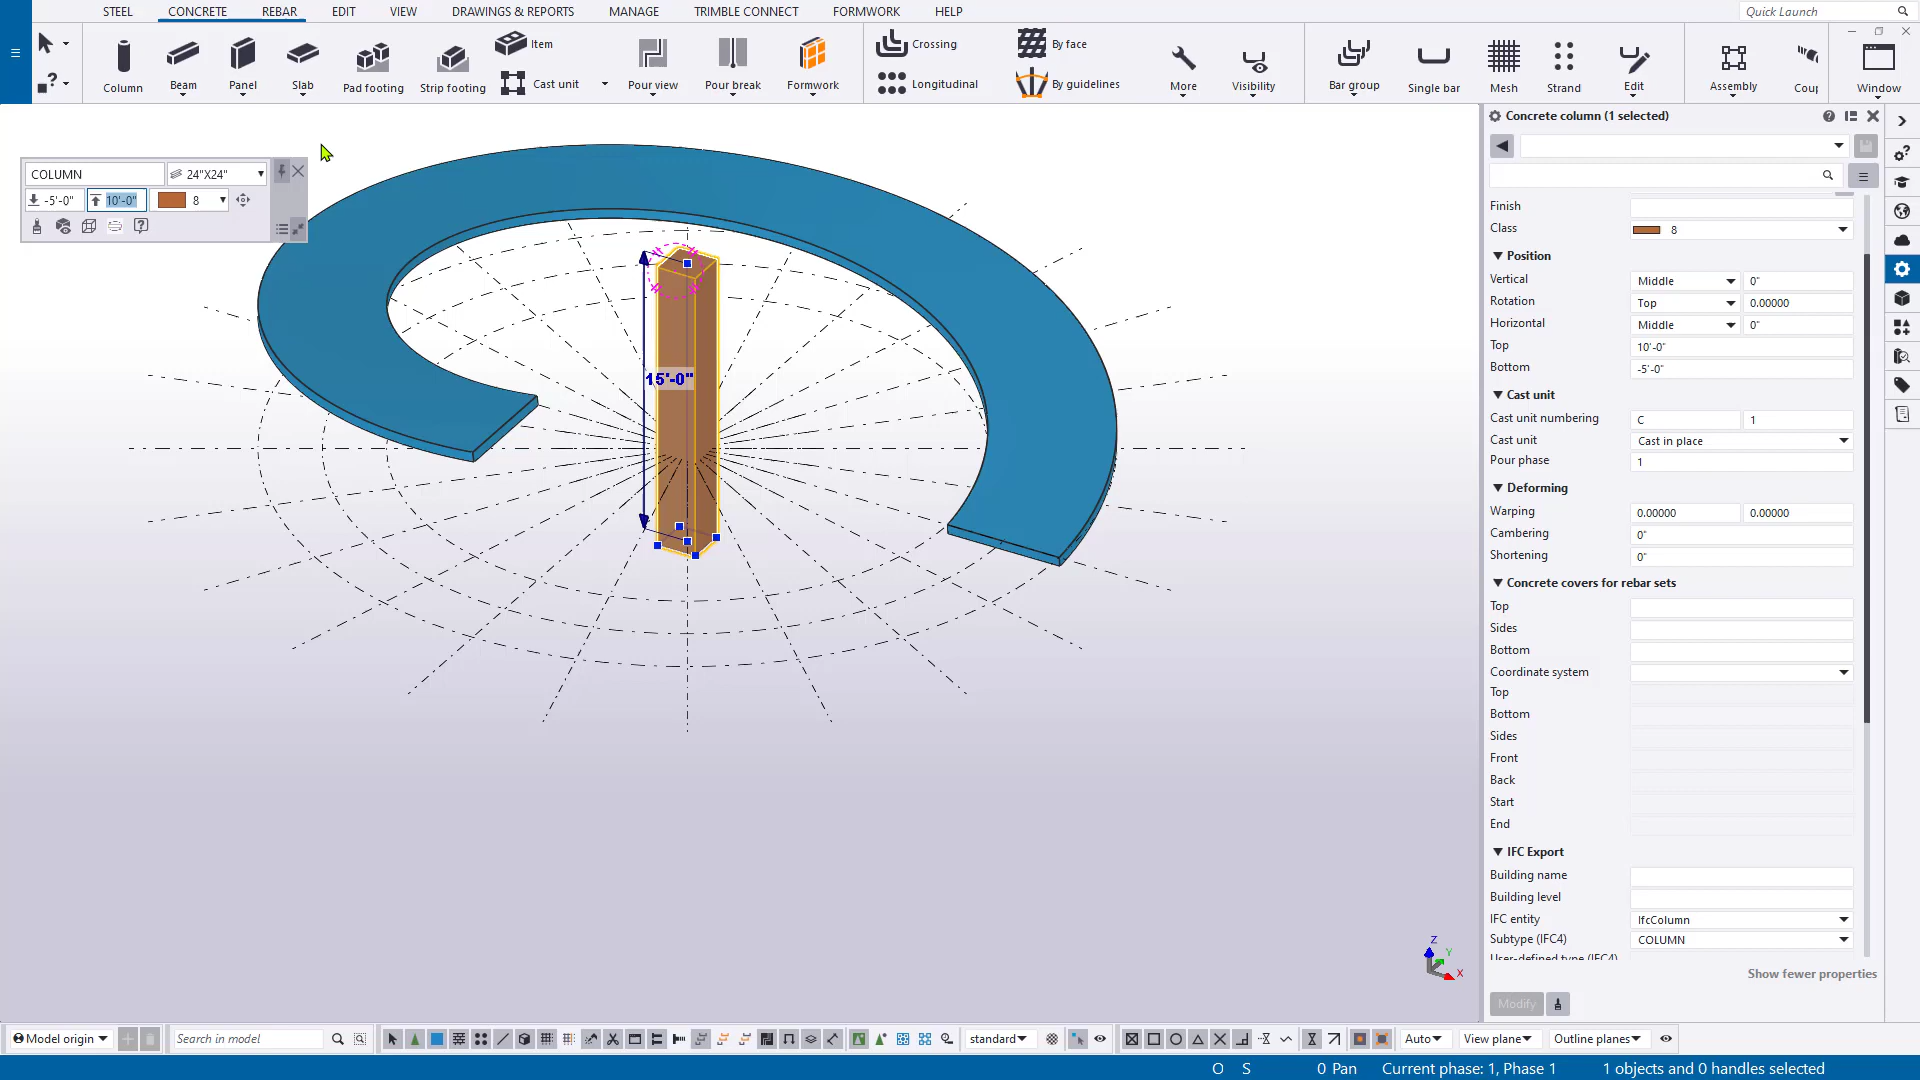 STEEL CONCRETE REBAR EDIT VIEW DRAWINGS & REPORTS MANAGE TRIMBLE CONNECT FORMWORK HELP Quick Launch
Column Beam Panel Slab Pad footing Strip footing Item Cast unit Pour view Pour break Formwork
Crossing By face
Longitudinal By guidelines
More Visibility Bar group Single bar Mesh Strand Edit Assembly Coup Window
COLUMN 24"X24"
-5'-0" 10'-0" 8
15'-0"
Z
Y
X
Concrete column (1 selected)
Finish
Class 8
Position
Vertical Middle 0"
Rotation Top 0.00000
Horizontal Middle 0"
Top 10'-0"
Bottom -5'-0"
Cast unit
Cast unit numbering C 1
Cast unit Cast in place
Pour phase 1
Deforming
Warping 0.00000 0.00000
Cambering 0"
Shortening 0"
Concrete covers for rebar sets
Top
Sides
Bottom
Coordinate system
Top
Bottom
Sides
Front
Back
Start
End
IFC Export
Building name
Building level
IFC entity IfcColumn
Subtype (IFC4) COLUMN
User-defined type (IFC4)
Show fewer properties
Modify
Model origin Search in model standard Auto View plane Outline planes
O S 0 Pan Current phase: 1, Phase 1 1 objects and 0 handles selected